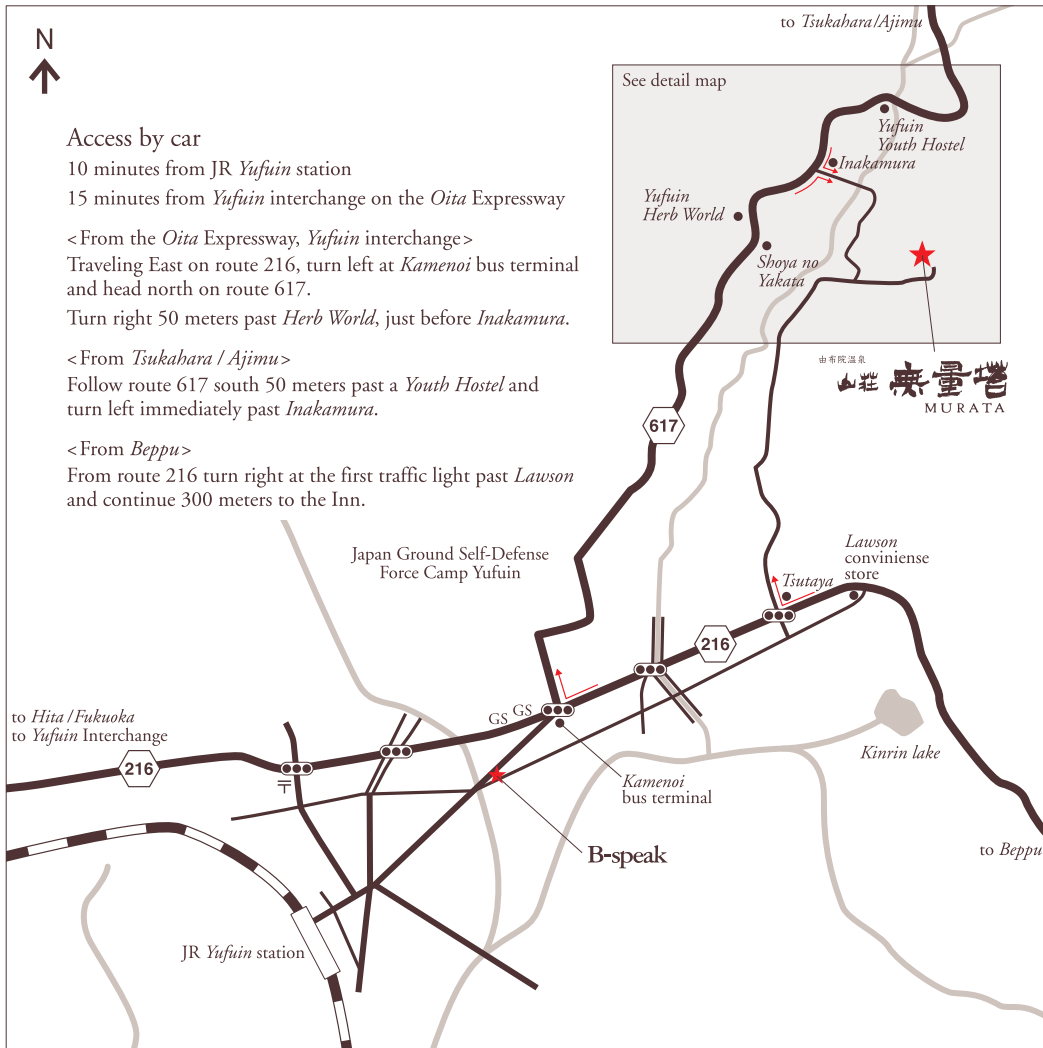 N
to Tsukahara/Ajimu
See detail map
Access by car
10 minutes from JR Yufuin station
15 minutes from Yufuin interchange on the Oita Expressway
<From the Oita Expressway, Yufuin interchange>
Traveling East on route 216, turn left at Kamenoi bus terminal
and head north on route 617.
Turn right 50 meters past Herb World, just before Inakamura.
<From Tsukahara / Ajimu>
Follow route 617 south 50 meters past a Youth Hostel and
turn left immediately past Inakamura.
<From Beppu>
From route 216 turn right at the first traffic light past Lawson
and continue 300 meters to the Inn.
Yufuin
Youth Hostel
Inakamura
Yufuin
Herb World
Shoya no
Yakata
由布院温泉
山荘 無量塔
MURATA
617
Japan Ground Self-Defense
Force Camp Yufuin
Lawson
conviniense
store
Tsutaya
216
GS GS
to Hita / Fukuoka
to Yufuin Interchange
216
〒
Kinrin lake
Kamenoi
bus terminal
B-speak
to Beppu
JR Yufuin station